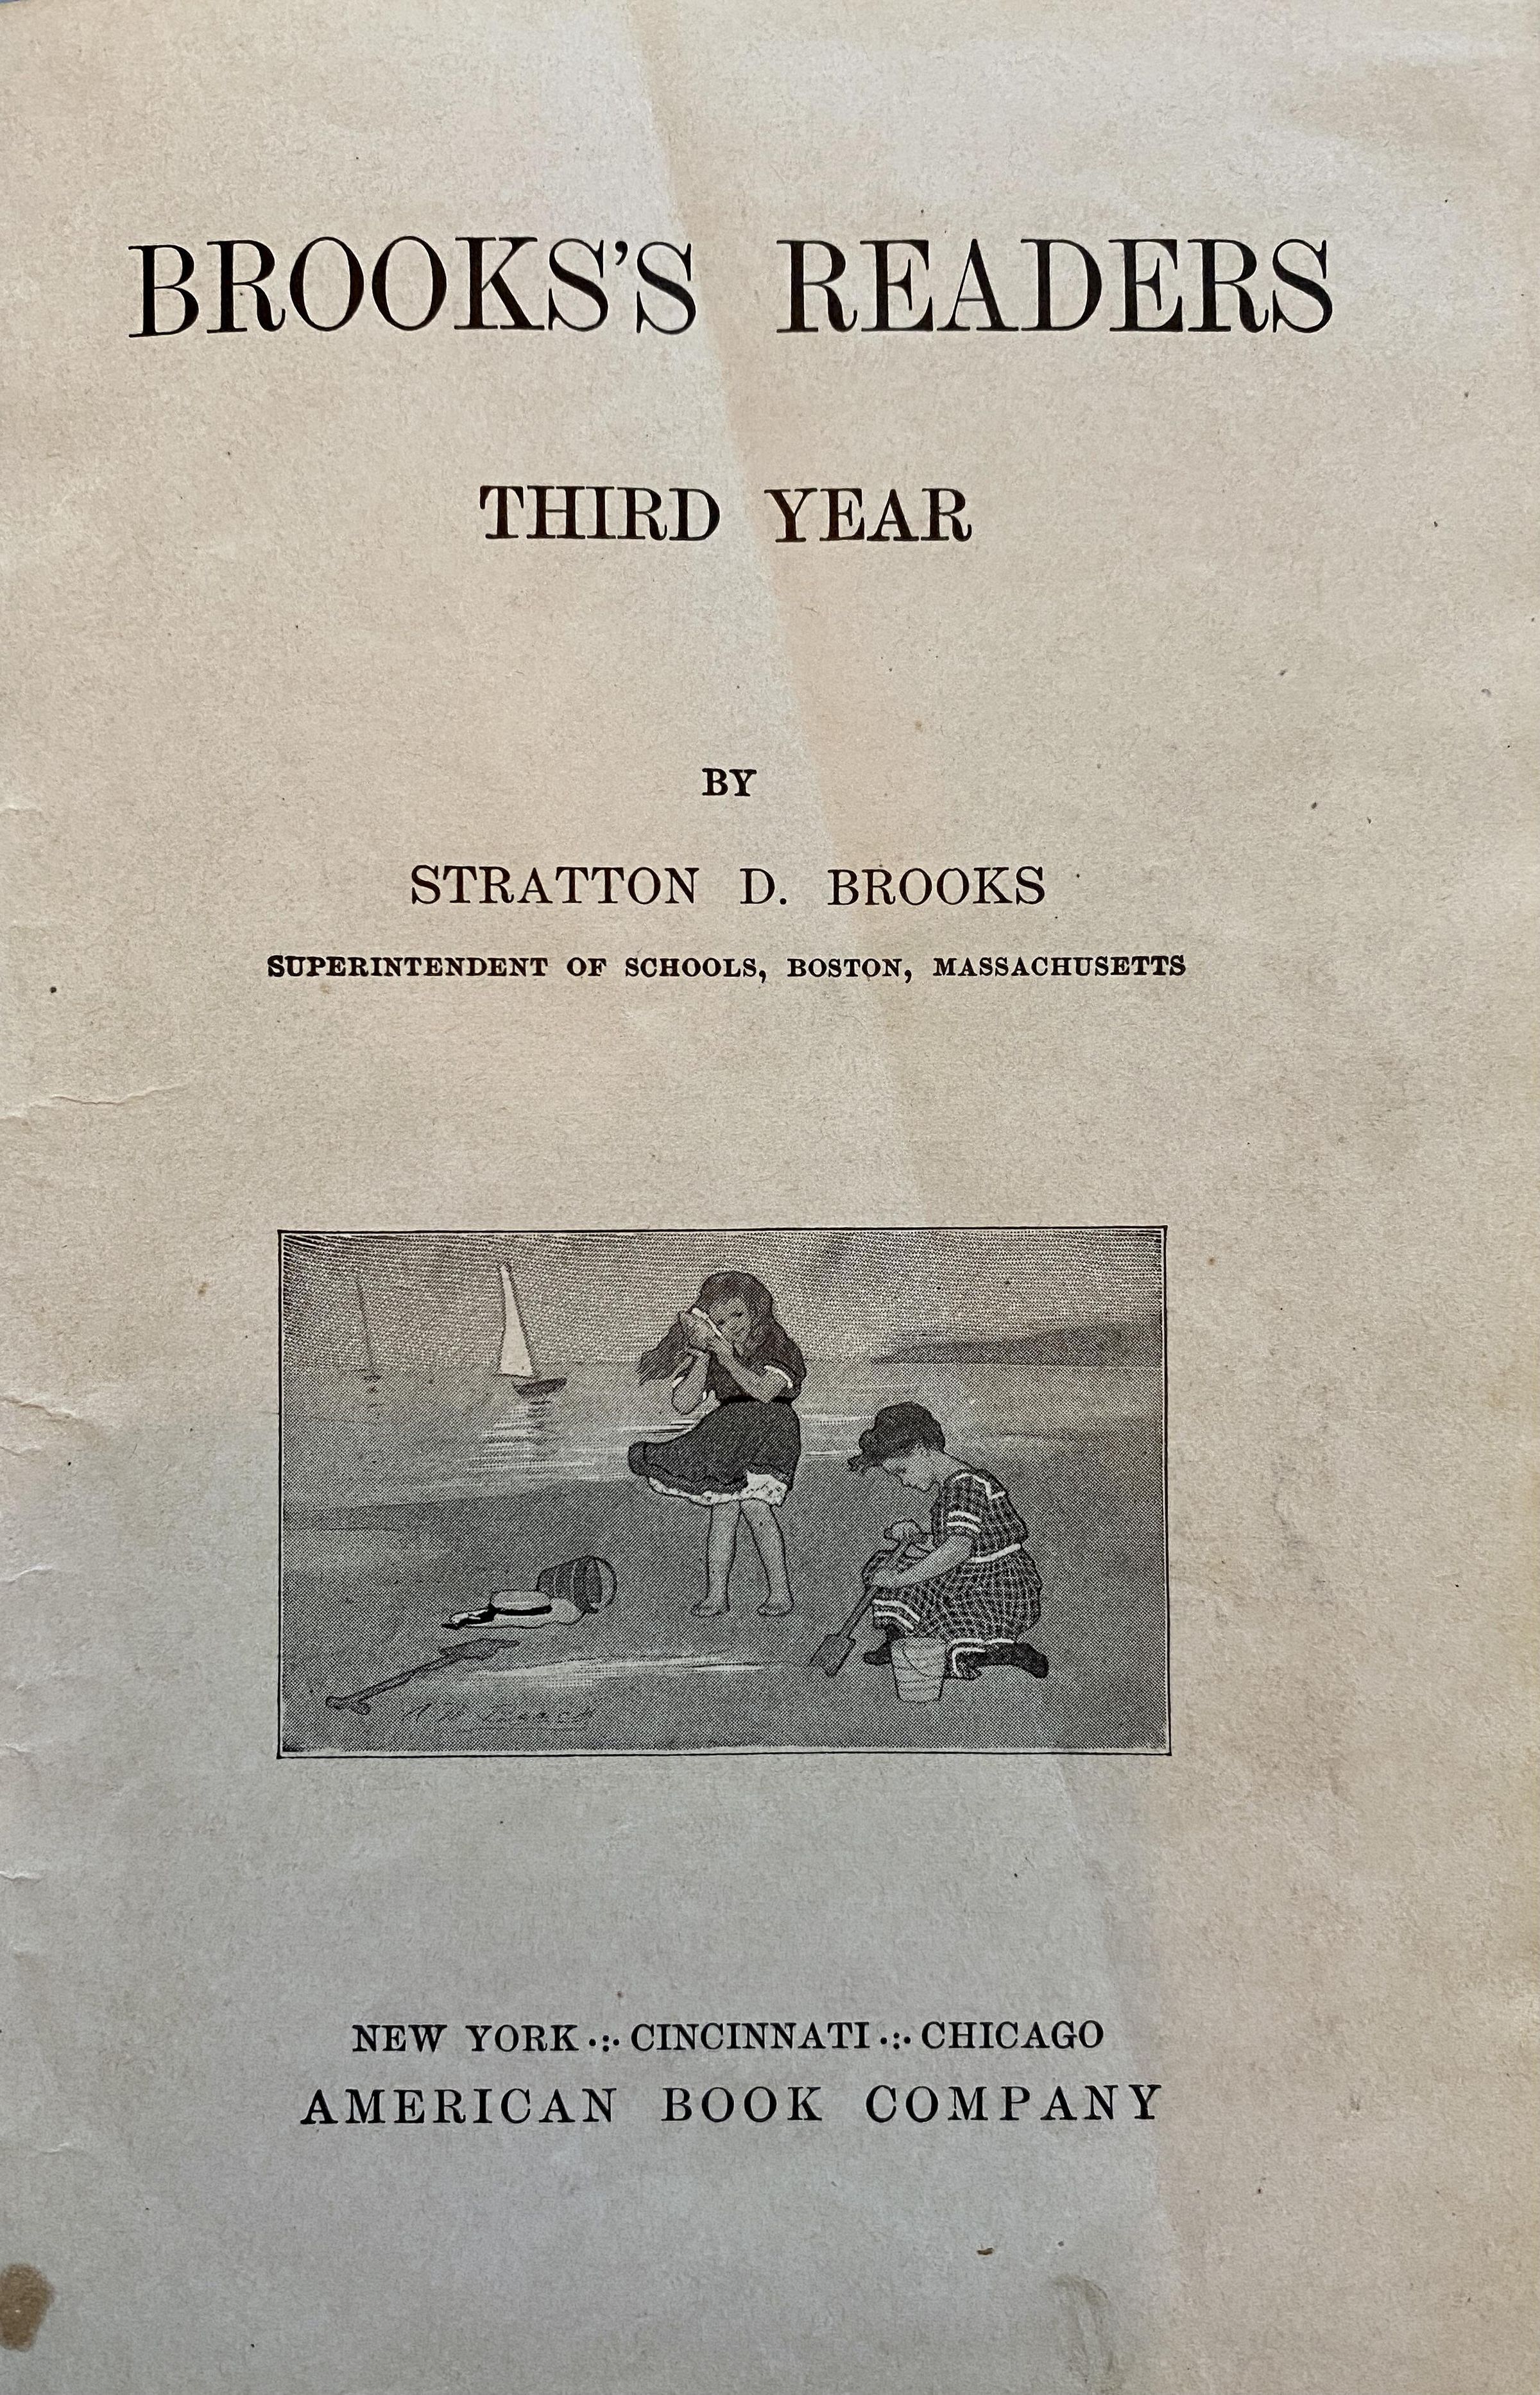 BROOKS'S READERS
THIRD YEAR
BY
STRATTON D. BROOKS
SUPERINTENDENT OF SCHOOLS, BOSTON, MASSACHUSETTS
NEW YORK ·:· CINCINNATI ·:· CHICAGO
AMERICAN BOOK COMPANY